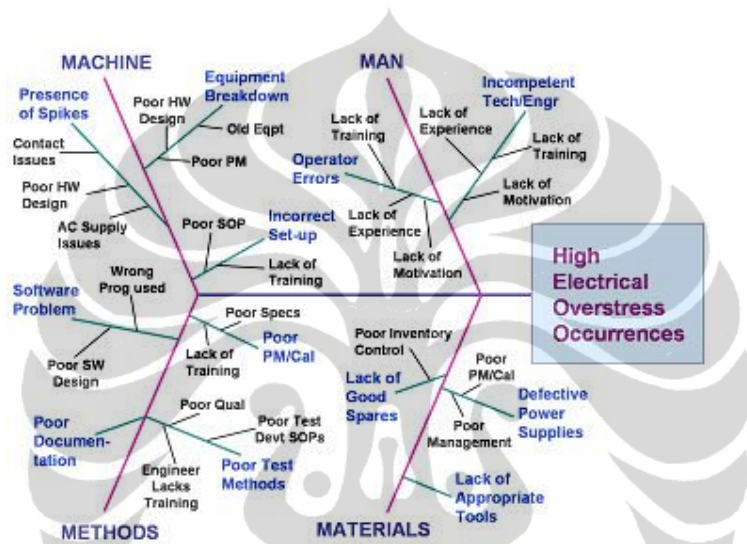 MACHINE
Presence
of Spikes
Contact
Issues
Poor HW
Design
AC Supply
Issues
Equipment
Breakdown
Poor HW
Design
Old Eqpt
Poor PM
Incorrect
Set-up
Poor SOP
Lack of
Training
MAN
Operator
Errors
Lack of
Training
Lack of
Experience
Lack of
Motivation
Incompetent
Tech/Engr
Lack of
Experience
Lack of
Training
Lack of
Motivation
High
Electrical
Overstress
Occurrences
Software
Problem
Wrong
Prog used
Poor SW
Design
Poor Specs
Lack of
Training
Poor
PM/Cal
Poor
Documen-
tation
Poor Qual
Poor Test
Devt SOPs
Engineer
Lacks
Training
Poor Test
Methods
METHODS
Poor Inventory
Control
Lack of
Good
Spares
Poor
PM/Cal
Poor
Management
Defective
Power
Supplies
Lack of
Appropriate
Tools
MATERIALS